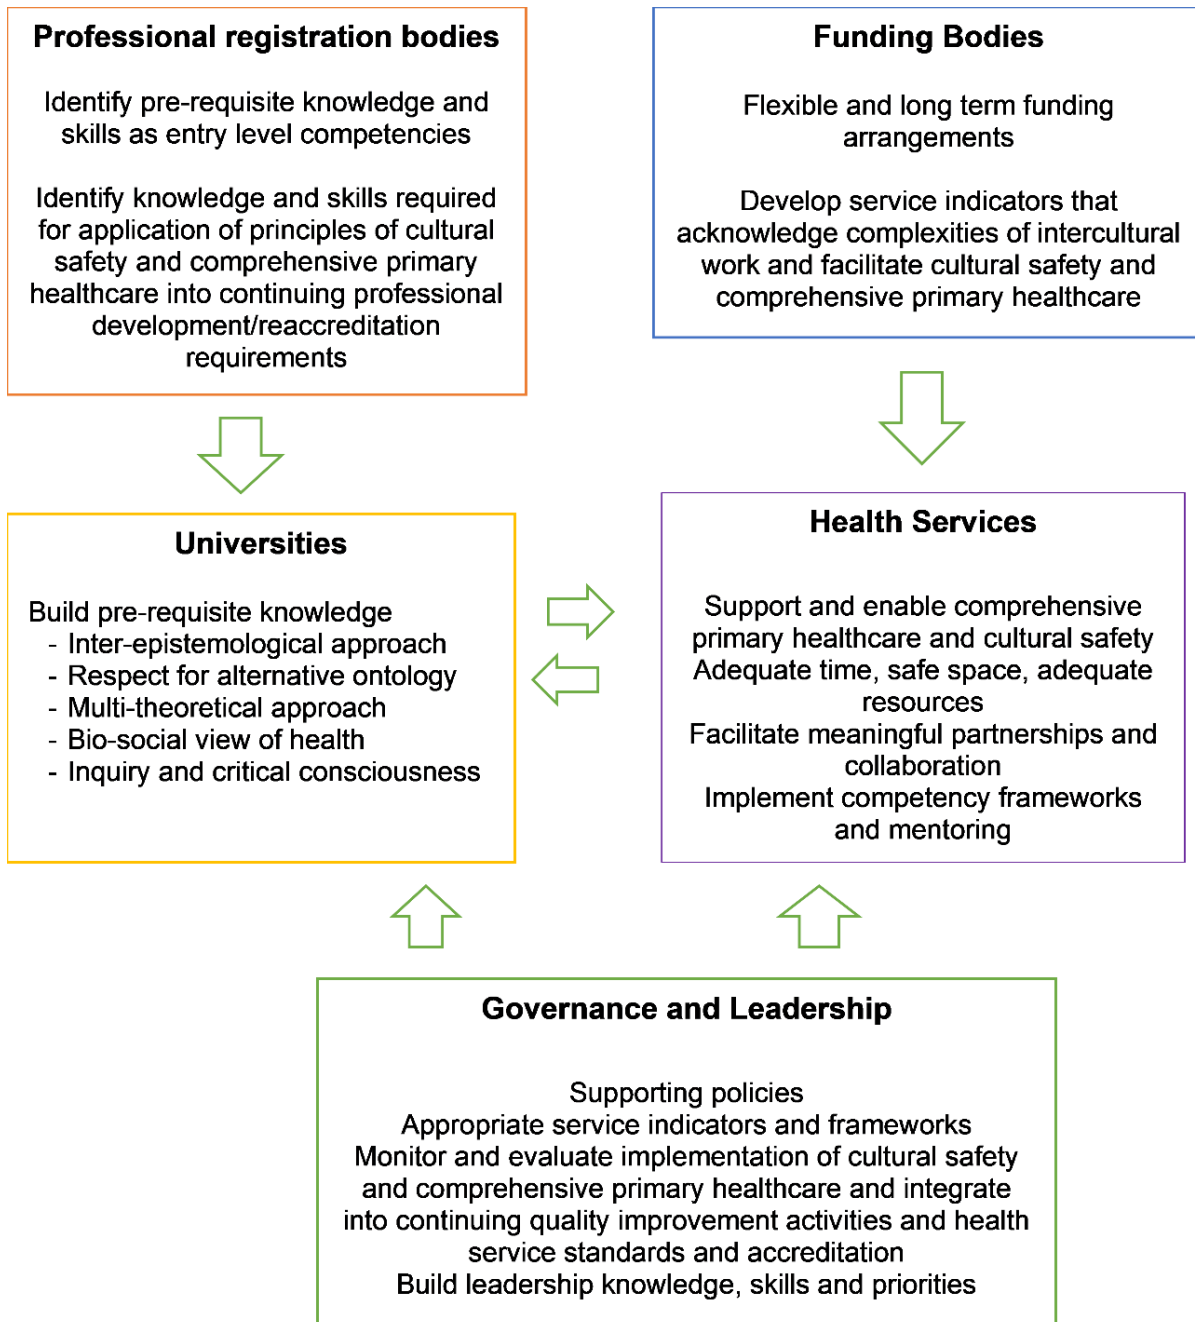 Professional registration bodies
Identify pre-requisite knowledge and
skills as entry level competencies
Identify knowledge and skills required
for application of principles of cultural
safety and comprehensive primary
healthcare into continuing professional
development/reaccreditation
requirements
Funding Bodies
Flexible and long term funding
arrangements
Develop service indicators that
acknowledge complexities of intercultural
work and facilitate cultural safety and
comprehensive primary healthcare
Universities
Build pre-requisite knowledge
- Inter-epistemological approach
- Respect for alternative ontology
- Multi-theoretical approach
- Bio-social view of health
- Inquiry and critical consciousness
Health Services
Support and enable comprehensive
primary healthcare and cultural safety
Adequate time, safe space, adequate
resources
Facilitate meaningful partnerships and
collaboration
Implement competency frameworks
and mentoring
Governance and Leadership
Supporting policies
Appropriate service indicators and frameworks
Monitor and evaluate implementation of cultural safety
and comprehensive primary healthcare and integrate
into continuing quality improvement activities and health
service standards and accreditation
Build leadership knowledge, skills and priorities